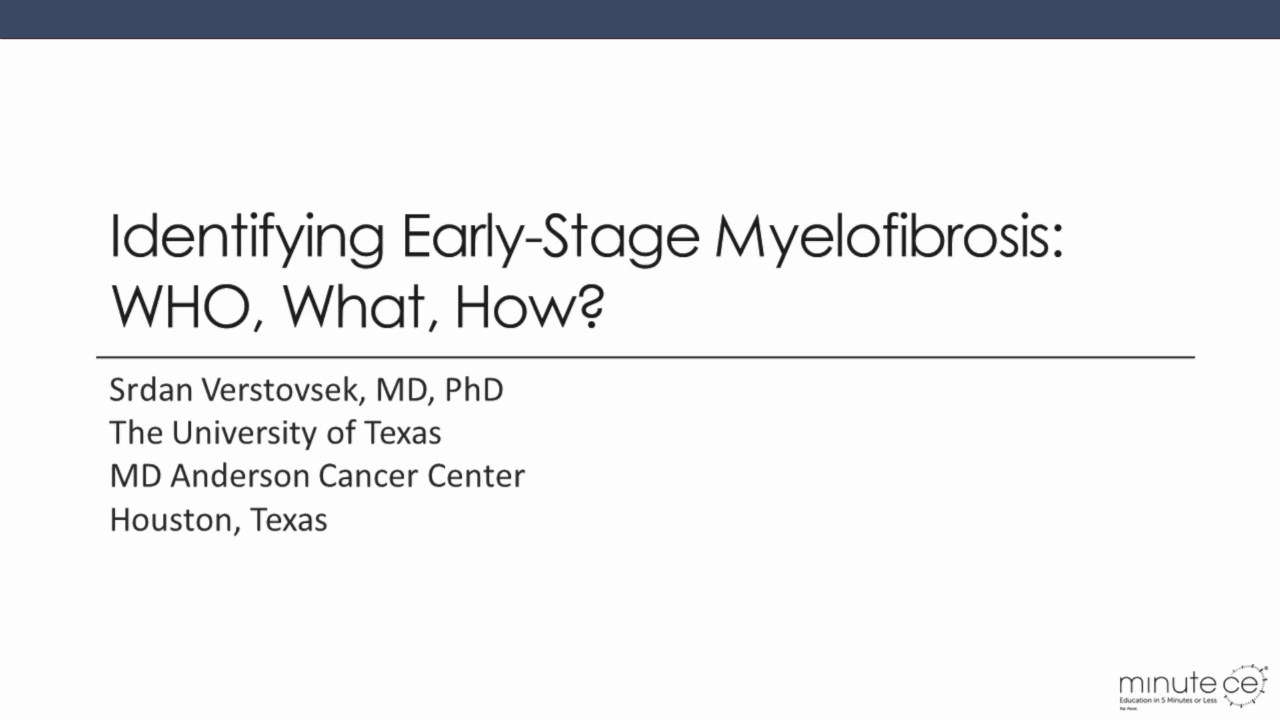 Identifying Early-Stage Myelofibrosis:
WHO, What, How?
Srdan Verstovsek, MD, PhD
The University of Texas
MD Anderson Cancer Center
Houston, Texas
minute ce
Education in 5 Minutes or Less